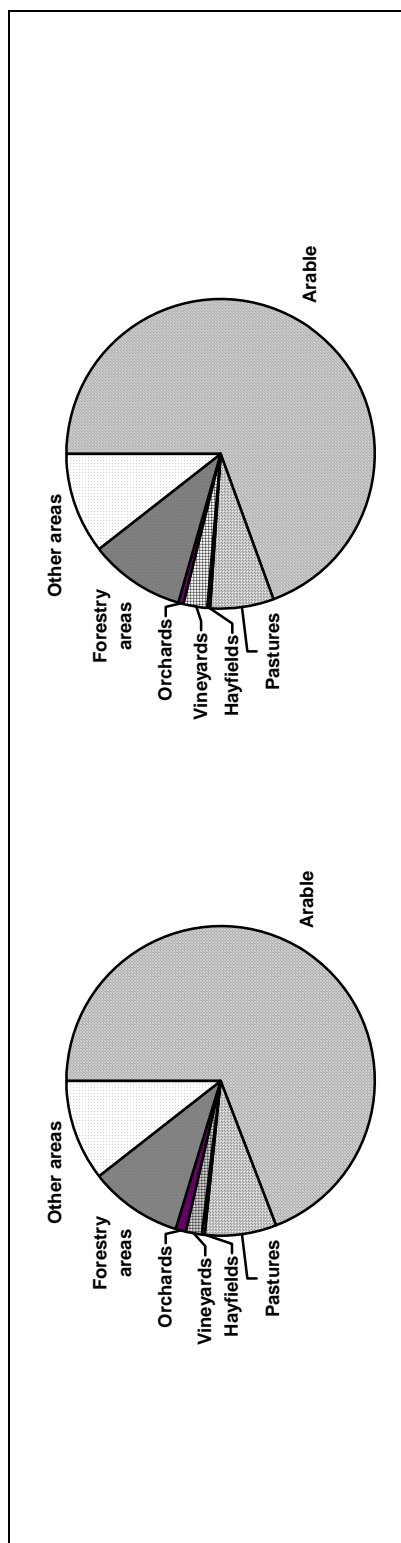 Other areas
Forestry
areas
Orchards
Vineyards
Hayfields
Pastures
Arable
Other areas
Forestry
areas
Orchards
Vineyards
Hayfields
Pastures
Arable